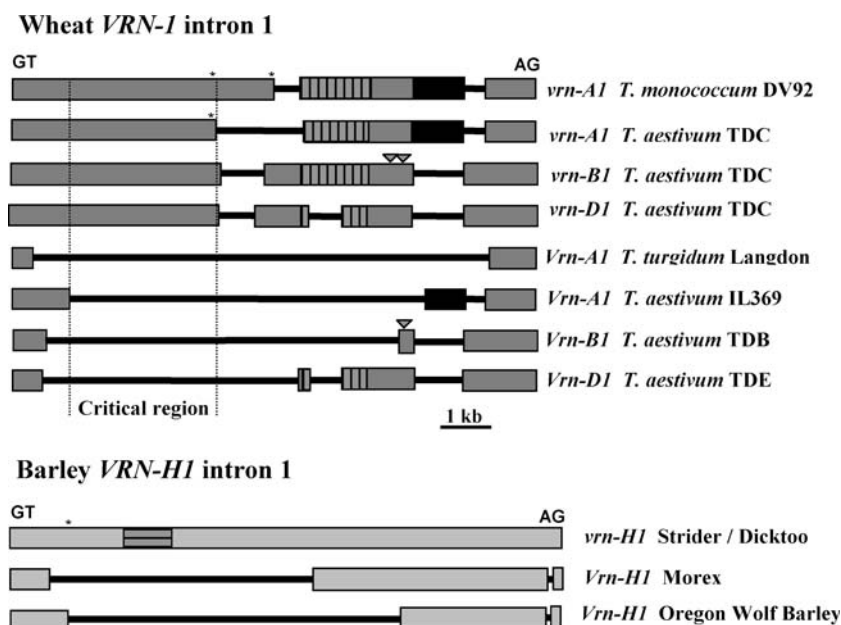 Wheat VRN-1 intron 1
GT AG
* *
vrn-A1 T. monococcum DV92
*
vrn-A1 T. aestivum TDC
vrn-B1 T. aestivum TDC
vrn-D1 T. aestivum TDC
Vrn-A1 T. turgidum Langdon
Vrn-A1 T. aestivum IL369
Vrn-B1 T. aestivum TDB
Vrn-D1 T. aestivum TDE
Critical region
1 kb
Barley VRN-H1 intron 1
GT AG
*
vrn-H1 Strider / Dicktoo
Vrn-H1 Morex
Vrn-H1 Oregon Wolf Barley